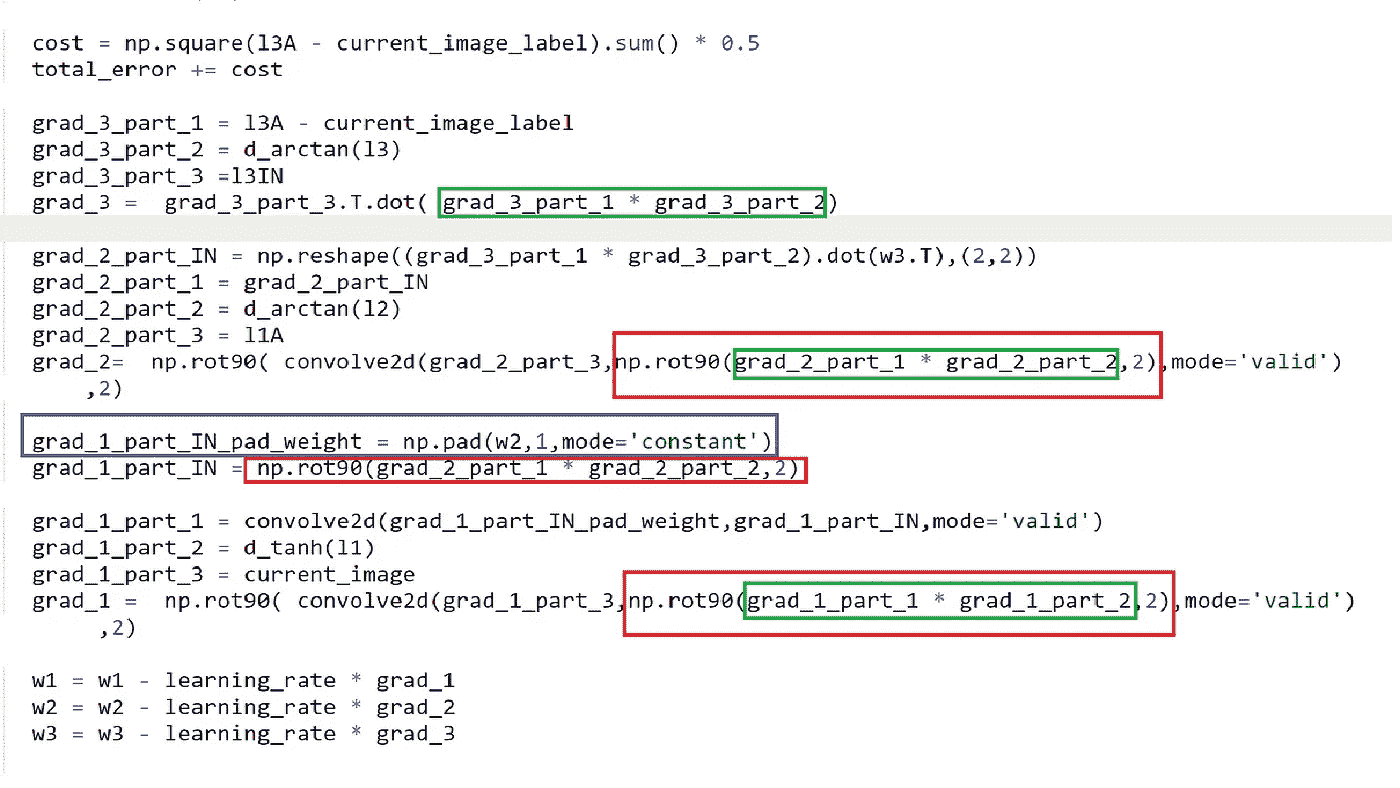 cost = np.square(l3A - current_image_label).sum() * 0.5
total_error += cost
grad_3_part_1 = l3A - current_image_label
grad_3_part_2 = d_arctan(l3)
grad_3_part_3 =l3IN
grad_3 =  grad_3_part_3.T.dot( grad_3_part_1 * grad_3_part_2)
grad_2_part_IN = np.reshape((grad_3_part_1 * grad_3_part_2).dot(w3.T),(2,2))
grad_2_part_1 = grad_2_part_IN
grad_2_part_2 = d_arctan(l2)
grad_2_part_3 = l1A
grad_2=  np.rot90( convolve2d(grad_2_part_3,np.rot90(grad_2_part_1 * grad_2_part_2,2),mode='valid')
,2)
grad_1_part_IN_pad_weight = np.pad(w2,1,mode='constant')
grad_1_part_IN = np.rot90(grad_2_part_1 * grad_2_part_2,2)
grad_1_part_1 = convolve2d(grad_1_part_IN_pad_weight,grad_1_part_IN,mode='valid')
grad_1_part_2 = d_tanh(l1)
grad_1_part_3 = current_image
grad_1 =  np.rot90( convolve2d(grad_1_part_3,np.rot90(grad_1_part_1 * grad_1_part_2,2),mode='valid')
,2)
w1 = w1 - learning_rate * grad_1
w2 = w2 - learning_rate * grad_2
w3 = w3 - learning_rate * grad_3